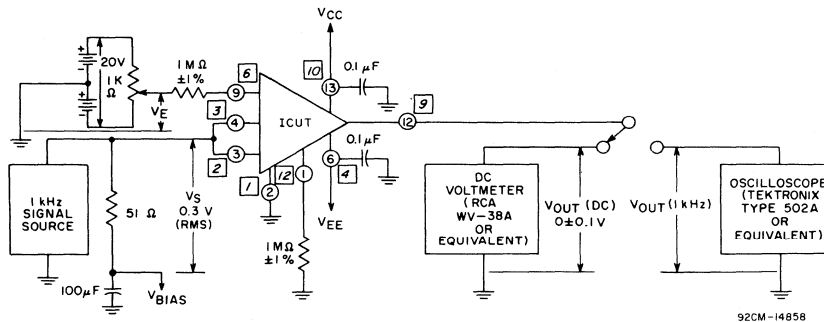 VCC
20V
1 K
Ω
1 MΩ
±1%
VE
6
9
3
4
2
3
ICUT
10
13
0.1 μF
9
12
0.1 μF
6
4
VEE
1
2
12
1
1MΩ
±1%
1 kHz
SIGNAL
SOURCE
51 Ω
VS
0.3 V
(RMS)
100μF
VBIAS
DC
VOLTMETER
(RCA
WV-38A
OR
EQUIVALENT)
VOUT (DC)
0±0.1V
VOUT (1 kHz)
OSCILLOSCOPE
(TEKTRONIX
TYPE 502A
OR
EQUIVALENT)
92CM-14858